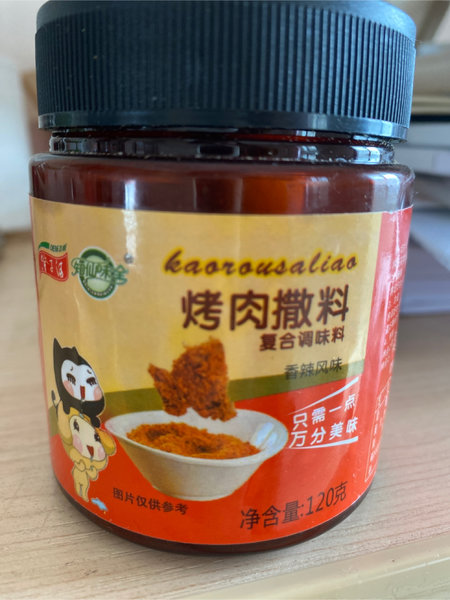 kaorousaliao
烤肉撒料
复合调味料
香辣风味
只需一点
万分美味
图片仅供参考
净含量:120克